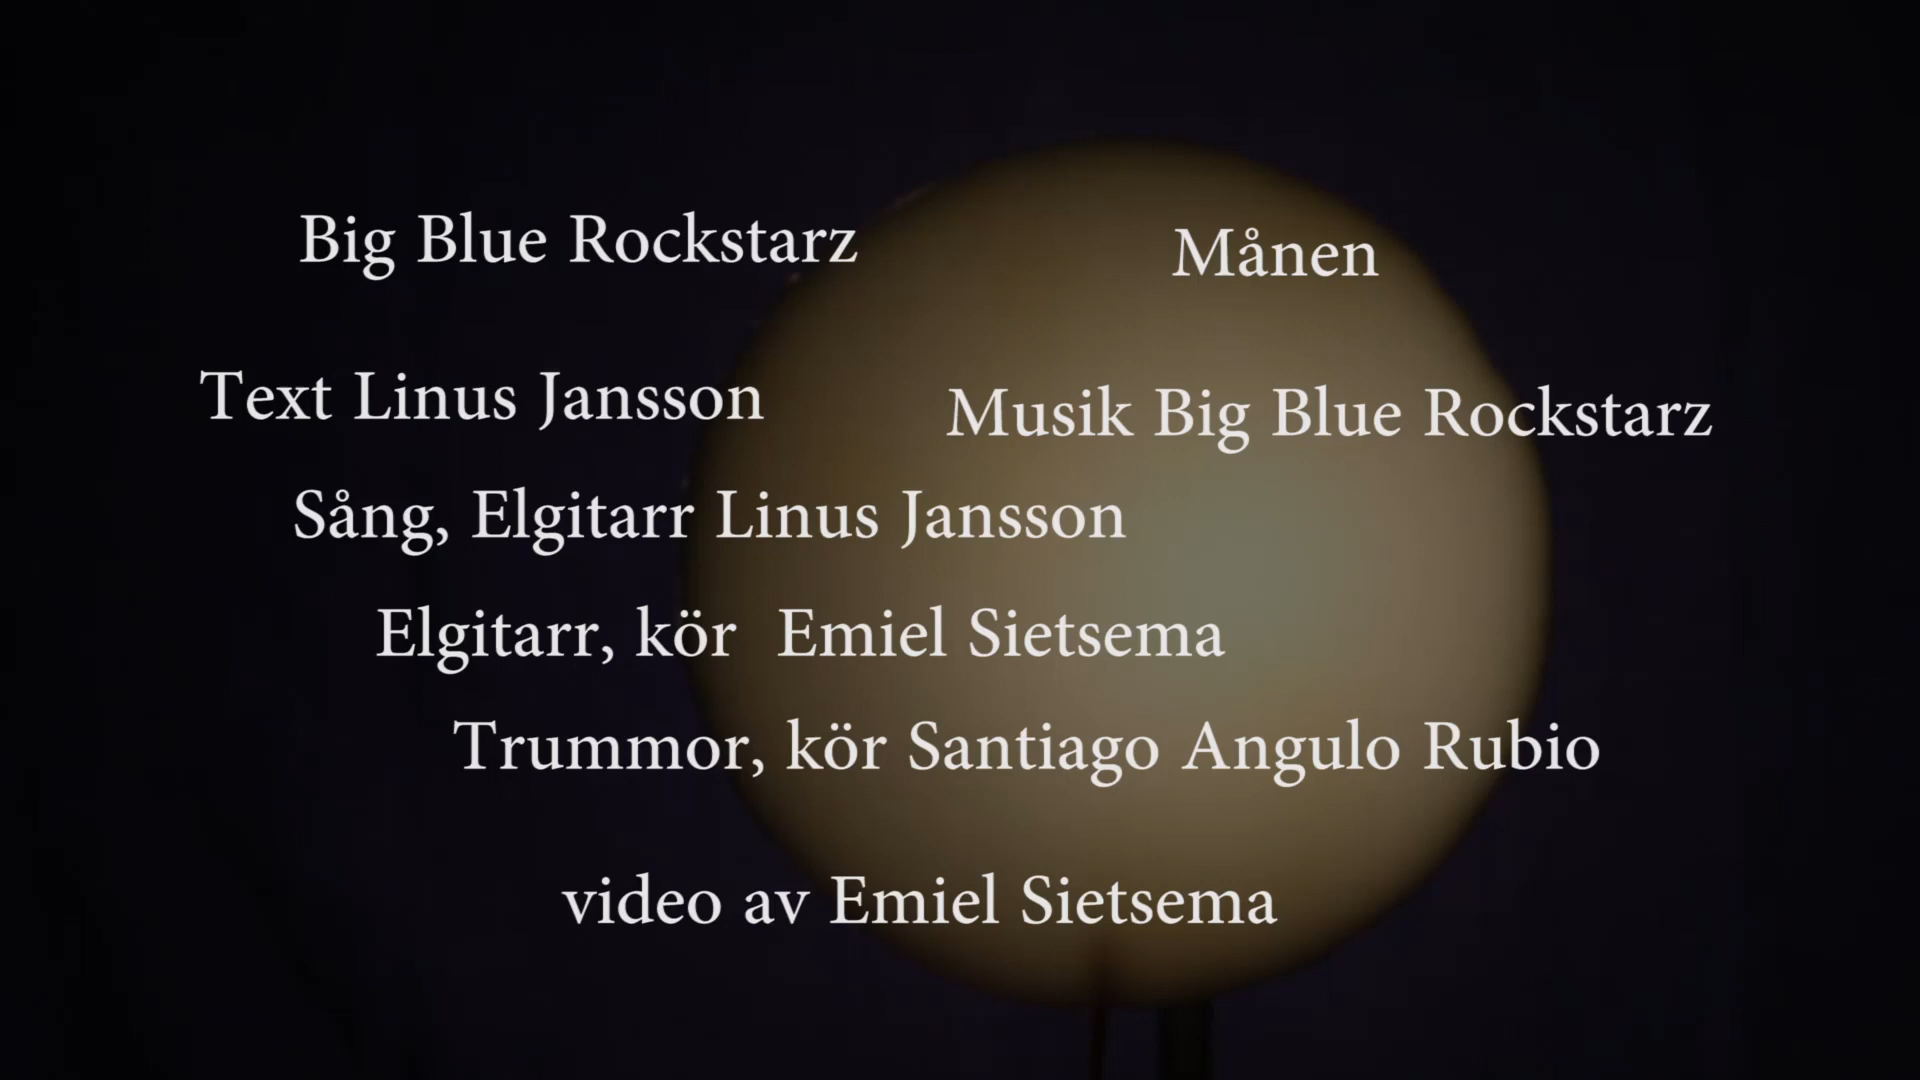 Big Blue Rockstarz
Månen
Text Linus Jansson
Musik Big Blue Rockstarz
Sång, Elgitarr Linus Jansson
Elgitarr, kör  Emiel Sietsema
Trummor, kör Santiago Angulo Rubio
video av Emiel Sietsema